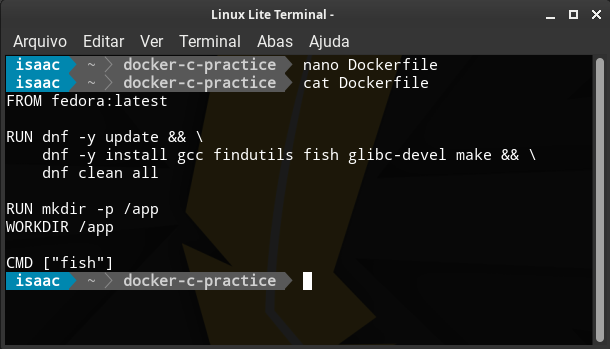 Linux Lite Terminal -
Arquivo Editar Ver Terminal Abas Ajuda
isaac ~ docker-c-practice nano Dockerfile
isaac ~ docker-c-practice cat Dockerfile
FROM fedora:latest
RUN dnf -y update && \
dnf -y install gcc findutils fish glibc-devel make && \
dnf clean all
RUN mkdir -p /app
WORKDIR /app
CMD ["fish"]
isaac ~ docker-c-practice